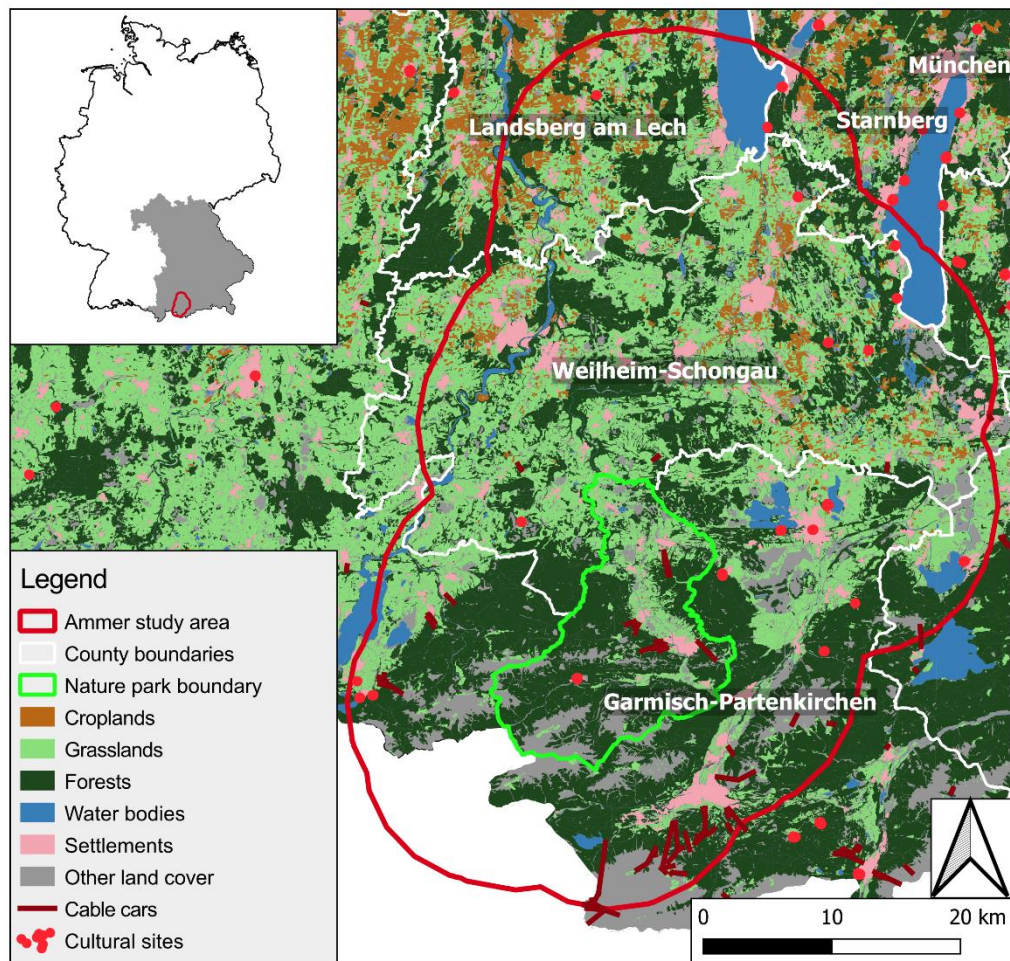 München
Starnberg
Landsberg am Lech
Weilheim-Schongau
Garmisch-Partenkirchen
Legend
Ammer study area
County boundaries
Nature park boundary
Croplands
Grasslands
Forests
Water bodies
Settlements
Other land cover
Cable cars
Cultural sites
0 10 20 km